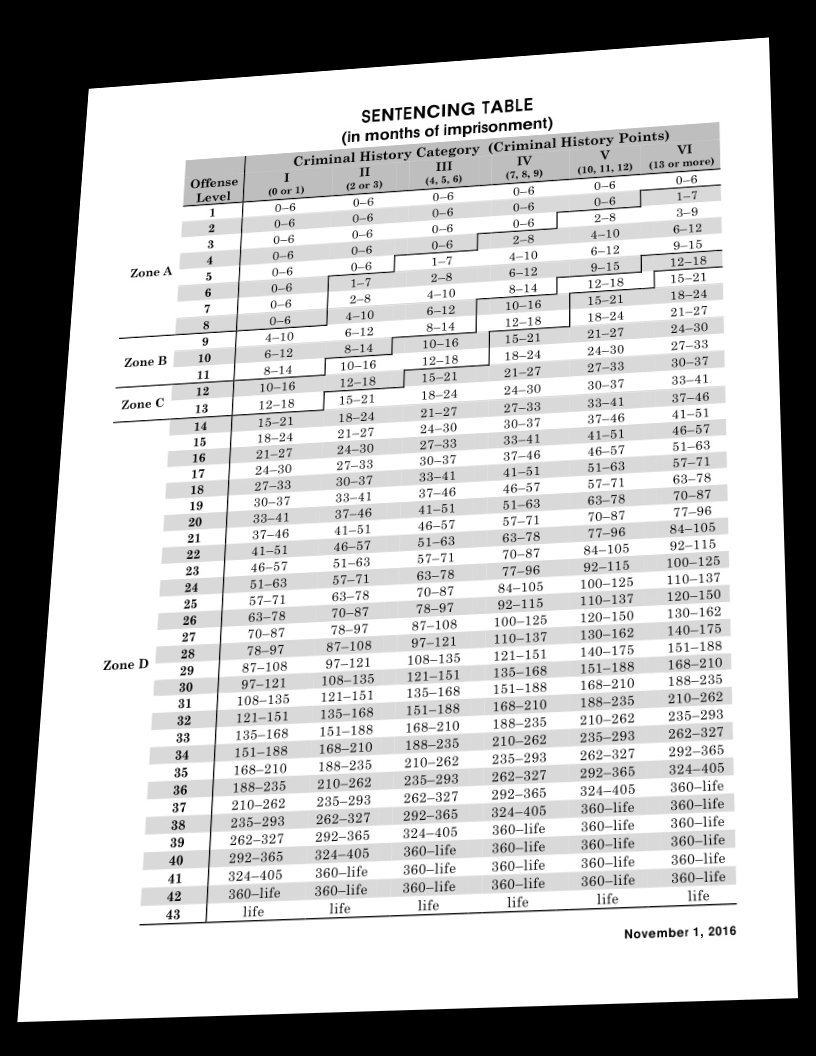 SENTENCING TABLE
(in months of imprisonment)
Criminal History Category (Criminal History Points)
Offense Level I (0 or 1) II (2 or 3) III (4, 5, 6) IV (7, 8, 9) V (10, 11, 12) VI (13 or more)
1 0–6 0–6 0–6 0–6 0–6 0–6
2 0–6 0–6 0–6 0–6 0–6 1–7
3 0–6 0–6 0–6 0–6 2–8 3–9
4 0–6 0–6 0–6 2–8 4–10 6–12
Zone A 5 0–6 0–6 1–7 4–10 6–12 9–15
6 0–6 1–7 2–8 6–12 9–15 12–18
7 0–6 2–8 4–10 8–14 12–18 15–21
8 0–6 4–10 6–12 10–16 15–21 18–24
9 4–10 6–12 8–14 12–18 18–24 21–27
Zone B 10 6–12 8–14 10–16 15–21 21–27 24–30
11 8–14 10–16 12–18 18–24 24–30 27–33
12 10–16 12–18 15–21 21–27 27–33 30–37
Zone C 13 12–18 15–21 18–24 24–30 30–37 33–41
14 15–21 18–24 21–27 27–33 33–41 37–46
15 18–24 21–27 24–30 30–37 37–46 41–51
16 21–27 24–30 27–33 33–41 41–51 46–57
17 24–30 27–33 30–37 37–46 46–57 51–63
18 27–33 30–37 33–41 41–51 51–63 57–71
19 30–37 33–41 37–46 46–57 57–71 63–78
20 33–41 37–46 41–51 51–63 63–78 70–87
21 37–46 41–51 46–57 57–71 70–87 77–96
22 41–51 46–57 51–63 63–78 77–96 84–105
23 46–57 51–63 57–71 70–87 84–105 92–115
24 51–63 57–71 63–78 77–96 92–115 100–125
25 57–71 63–78 70–87 84–105 100–125 110–137
26 63–78 70–87 78–97 92–115 110–137 120–150
27 70–87 78–97 87–108 100–125 120–150 130–162
28 78–97 87–108 97–121 110–137 130–162 140–175
Zone D 29 87–108 97–121 108–135 121–151 140–175 151–188
30 97–121 108–135 121–151 135–168 151–188 168–210
31 108–135 121–151 135–168 151–188 168–210 188–235
32 121–151 135–168 151–188 168–210 188–235 210–262
33 135–168 151–188 168–210 188–235 210–262 235–293
34 151–188 168–210 188–235 210–262 235–293 262–327
35 168–210 188–235 210–262 235–293 262–327 292–365
36 188–235 210–262 235–293 262–327 292–365 324–405
37 210–262 235–293 262–327 292–365 324–405 360–life
38 235–293 262–327 292–365 324–405 360–life 360–life
39 262–327 292–365 324–405 360–life 360–life 360–life
40 292–365 324–405 360–life 360–life 360–life 360–life
41 324–405 360–life 360–life 360–life 360–life 360–life
42 360–life 360–life 360–life 360–life 360–life 360–life
43 life life life life life life
November 1, 2016